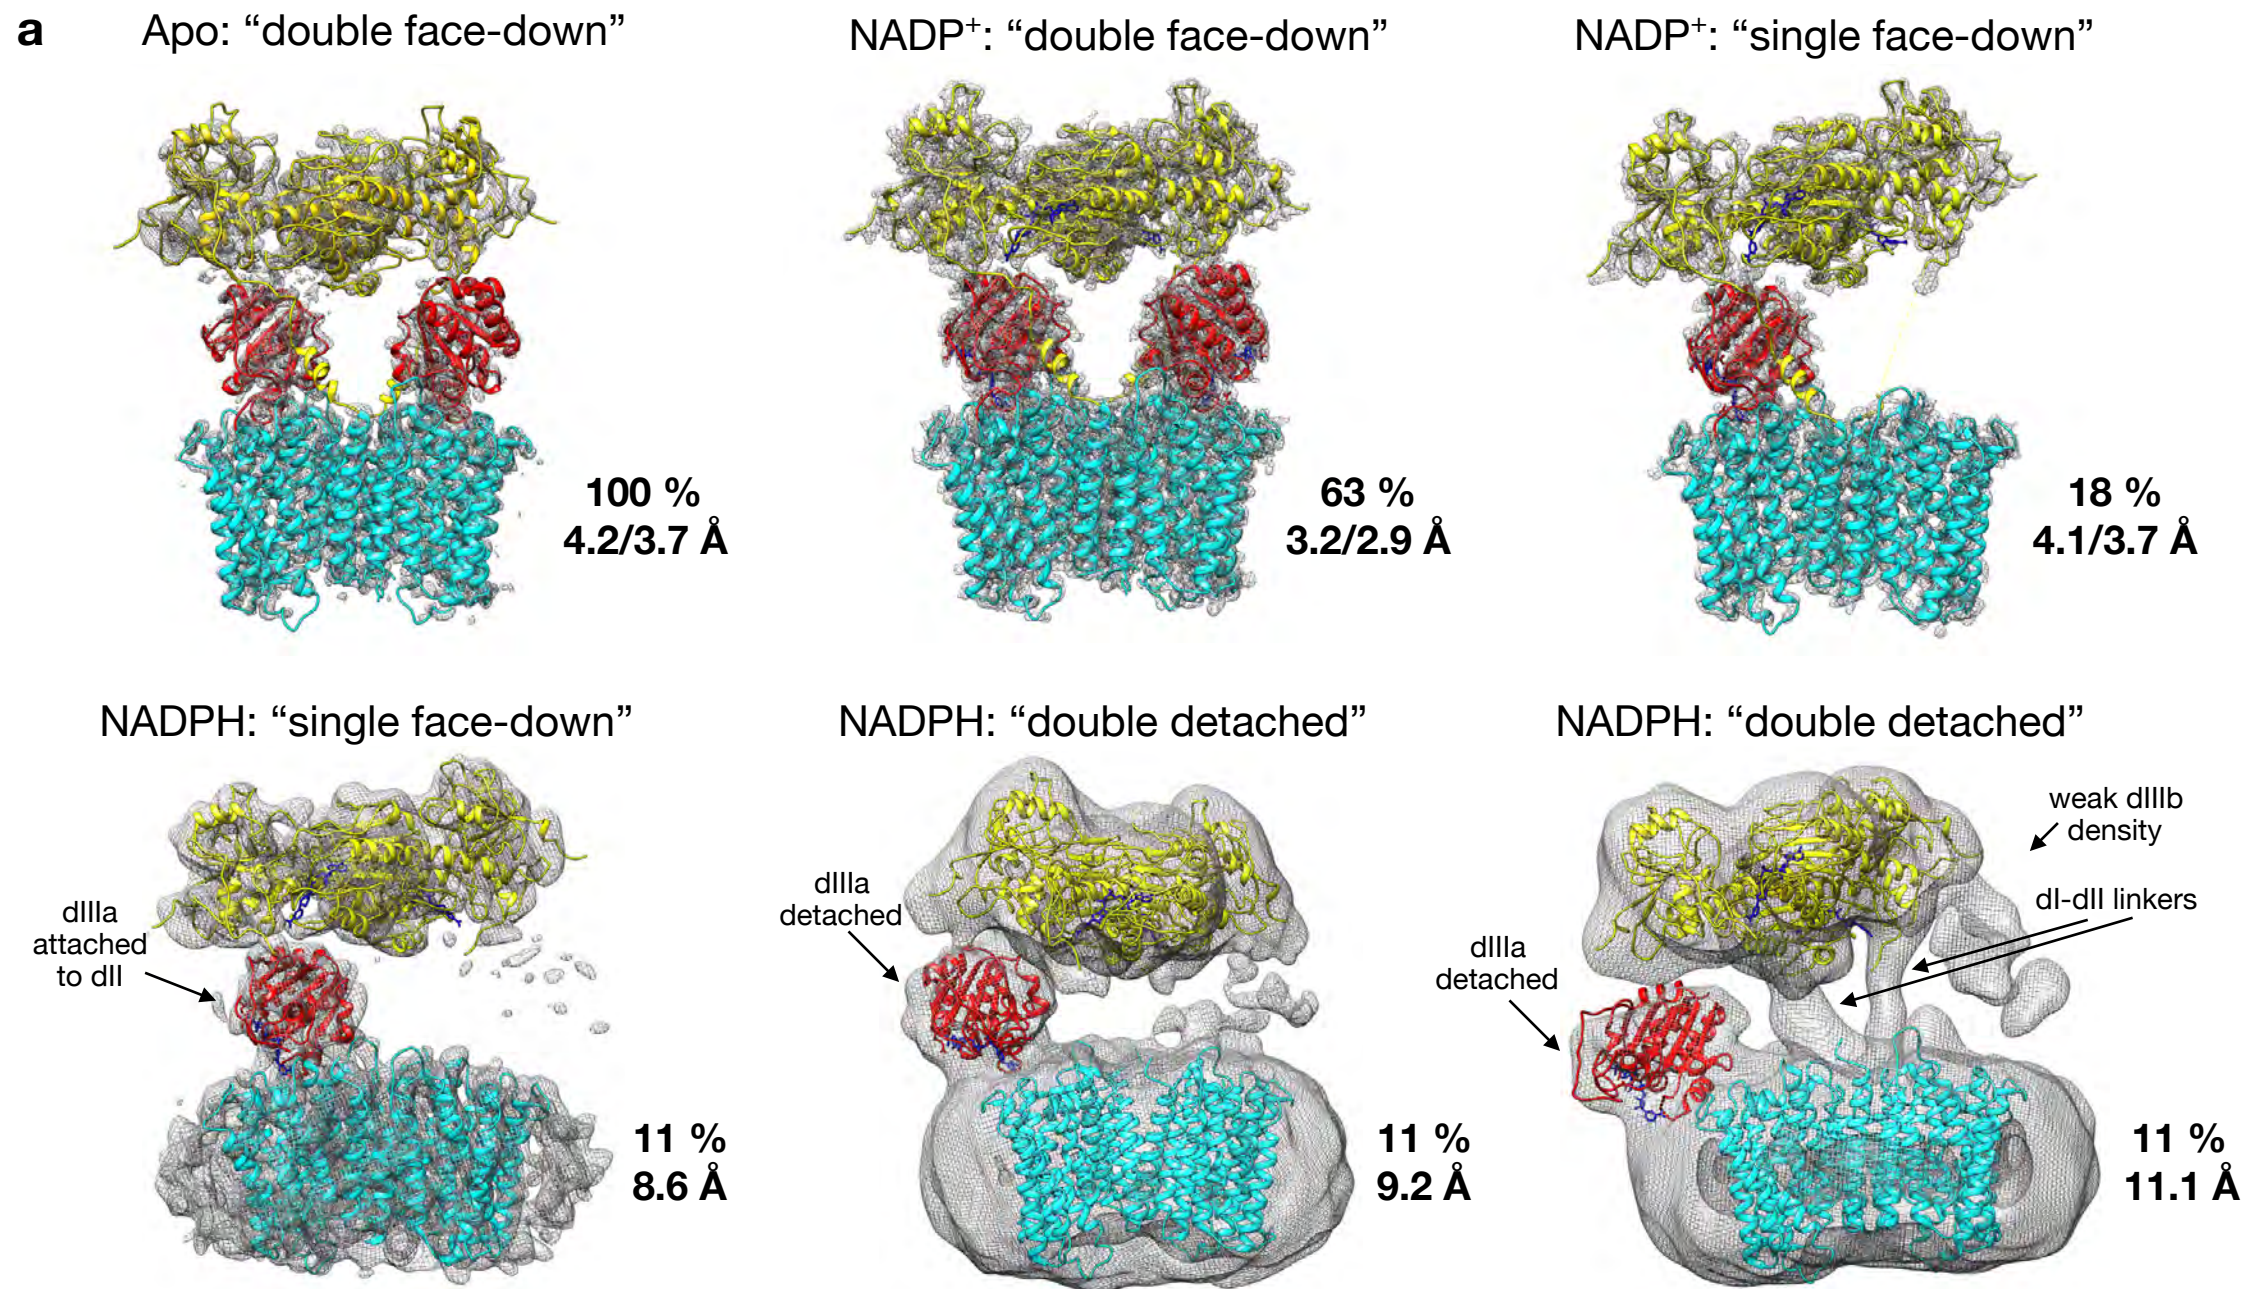 a
Apo: “double face-down”
NADP⁺: “double face-down”
NADP⁺: “single face-down”
100 %
4.2/3.7 Å
63 %
3.2/2.9 Å
18 %
4.1/3.7 Å
NADPH: “single face-down”
NADPH: “double detached”
NADPH: “double detached”
dIIIa
attached
to dII
11 %
8.6 Å
dIIIa
detached
11 %
9.2 Å
weak dIIIb
density
dI-dII linkers
dIIIa
detached
11 %
11.1 Å